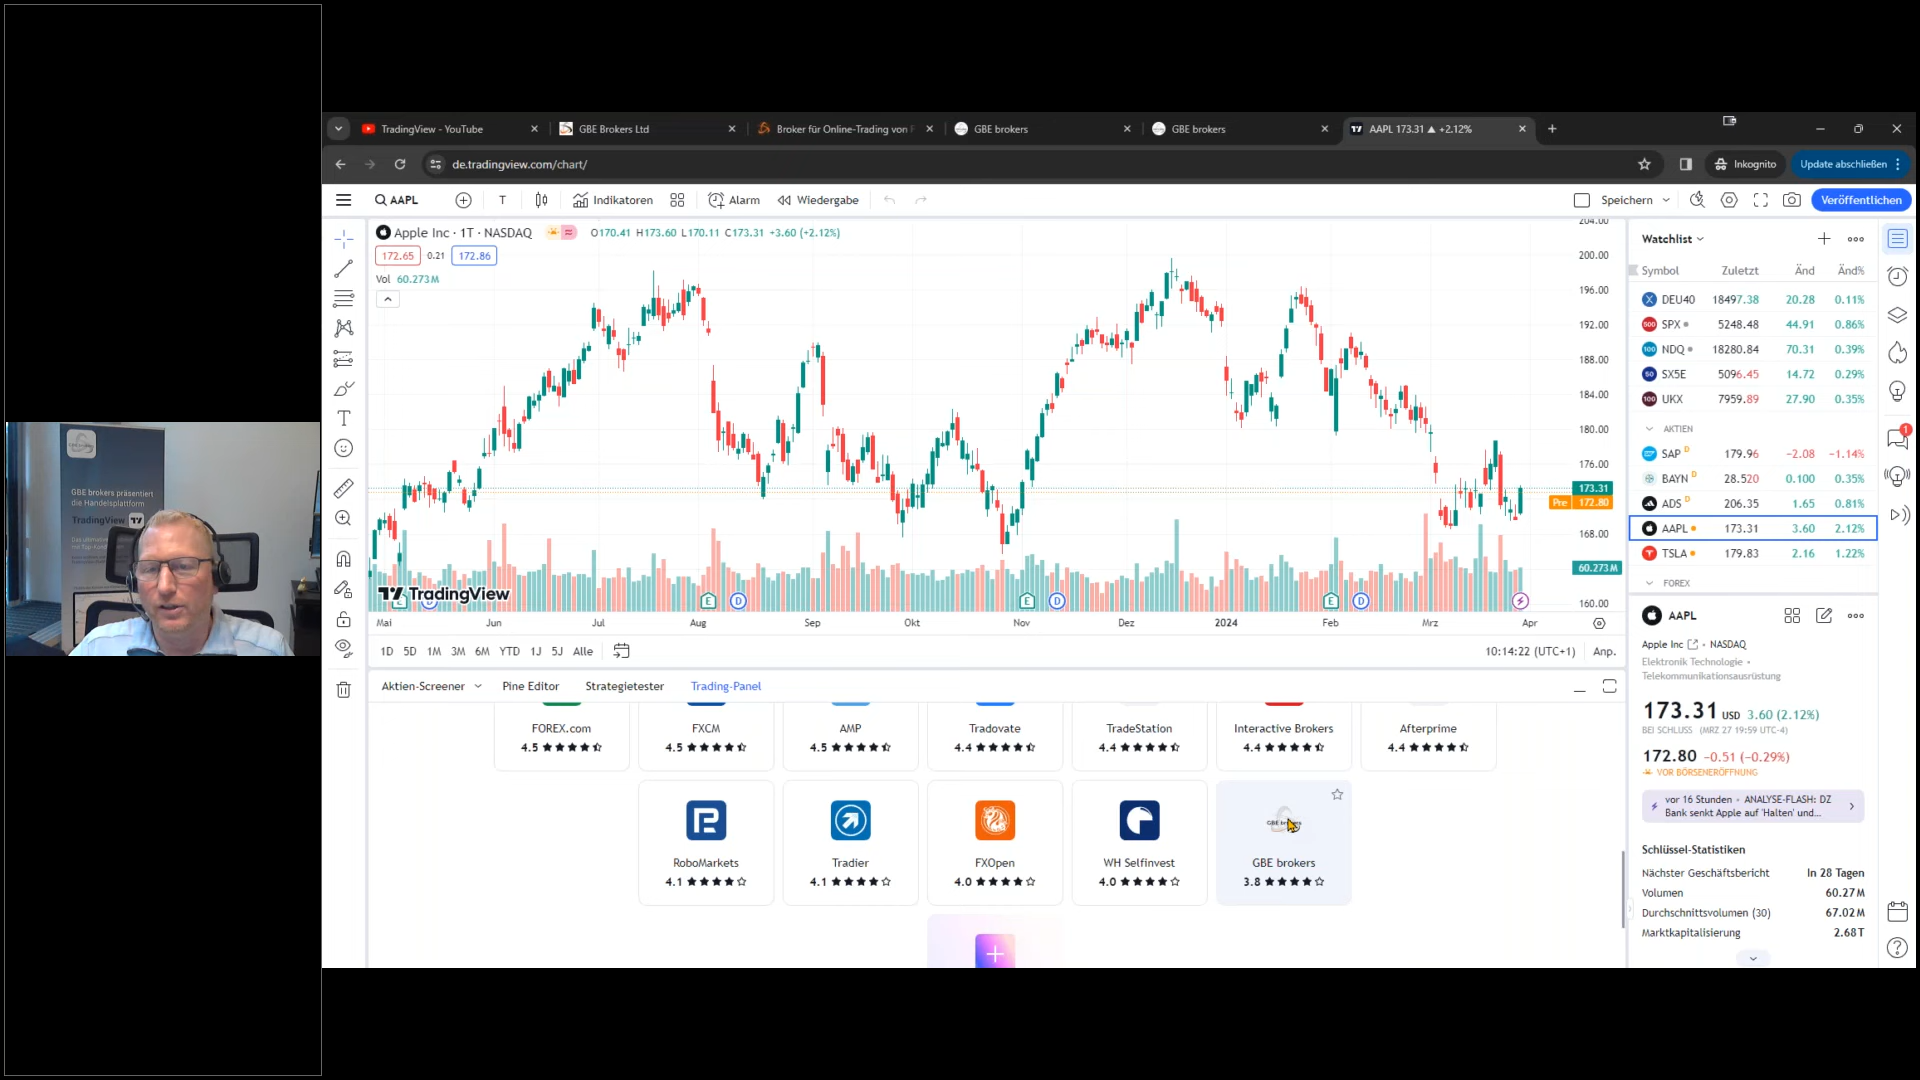 TradingView - YouTube
GBE Brokers Ltd
Broker für Online-Trading von F
GBE brokers
GBE brokers
AAPL 173.31 ▲ +2.12%
de.tradingview.com/chart/
Inkognito
Update abschließen
AAPL
T
Indikatoren
Alarm
Wiedergabe
Speichern
Veröffentlichen
Apple Inc · 1T · NASDAQ
O170.41 H173.60 L170.11 C173.31 +3.60 (+2.12%)
172.65 0.21 172.86
Vol 60.273M
204.00
200.00
196.00
192.00
188.00
184.00
180.00
176.00
173.31
Pre 172.80
168.00
60.273M
160.00
TradingView
E D E D E D E D
Mai Jun Jul Aug Sep Okt Nov Dez 2024 Feb Mrz Apr
1D 5D 1M 3M 6M YTD 1J 5J Alle
10:14:22 (UTC+1) Anp.
Aktien-Screener Pine Editor Strategietester Trading-Panel
FOREX.com FXCM AMP Tradovate TradeStation Interactive Brokers Afterprime
4.5 4.5 4.5 4.4 4.4 4.4 4.4
RoboMarkets Tradier FXOpen WH Selfinvest GBE brokers
4.1 4.1 4.0 4.0 3.8
Watchlist
Symbol Zuletzt Änd Änd%
DEU40 18497.38 20.28 0.11%
500 SPX 5248.48 44.91 0.86%
100 NDQ 18280.84 70.31 0.39%
50 SX5E 5096.45 14.72 0.29%
100 UKX 7959.89 27.90 0.35%
AKTIEN
SAP D 179.96 −2.08 −1.14%
BAYN D 28.520 0.100 0.35%
ADS D 206.35 1.65 0.81%
AAPL 173.31 3.60 2.12%
TSLA 179.83 2.16 1.22%
FOREX
1
AAPL
Apple Inc · NASDAQ
Elektronik Technologie •
Telekommunikationsausrüstung
173.31 USD 3.60 (2.12%)
BEI SCHLUSS (MRZ 27 19:59 UTC-4)
172.80 −0.51 (−0.29%)
VOR BÖRSENERÖFFNUNG
vor 16 Stunden • ANALYSE-FLASH: DZ
Bank senkt Apple auf 'Halten' und...
Schlüssel-Statistiken
Nächster Geschäftsbericht In 28 Tagen
Volumen 60.27M
Durchschnittsvolumen (30) 67.02M
Marktkapitalisierung 2.68T
GBE brokers präsentiert
die Handelsplattform
TradingView